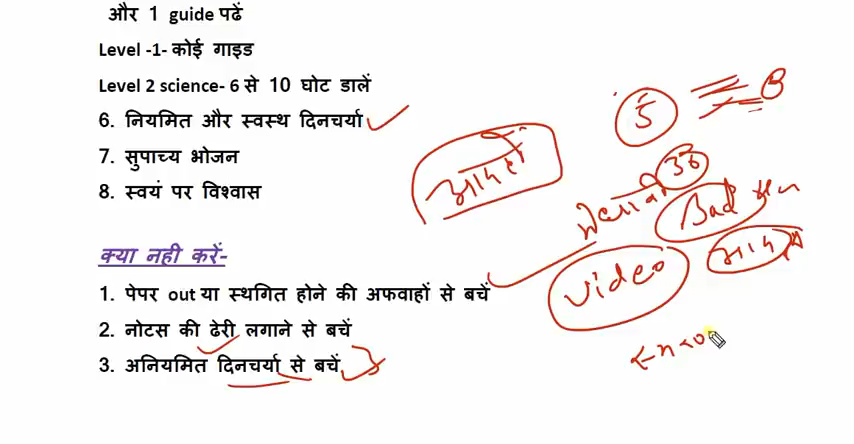 और 1 guide पढें
Level -1- कोई गाइड
Level 2 science- 6 से 10 घोट डालें
6. नियमित और स्वस्थ दिनचर्या
7. सुपाच्य भोजन
8. स्वयं पर विश्वास
क्या नही करें-
1. पेपर out या स्थगित होने की अफवाहों से बचें
2. नोटस की ढेरी लगाने से बचें
3. अनियमित दिनचर्या से बचें
5 B
Bad
Video